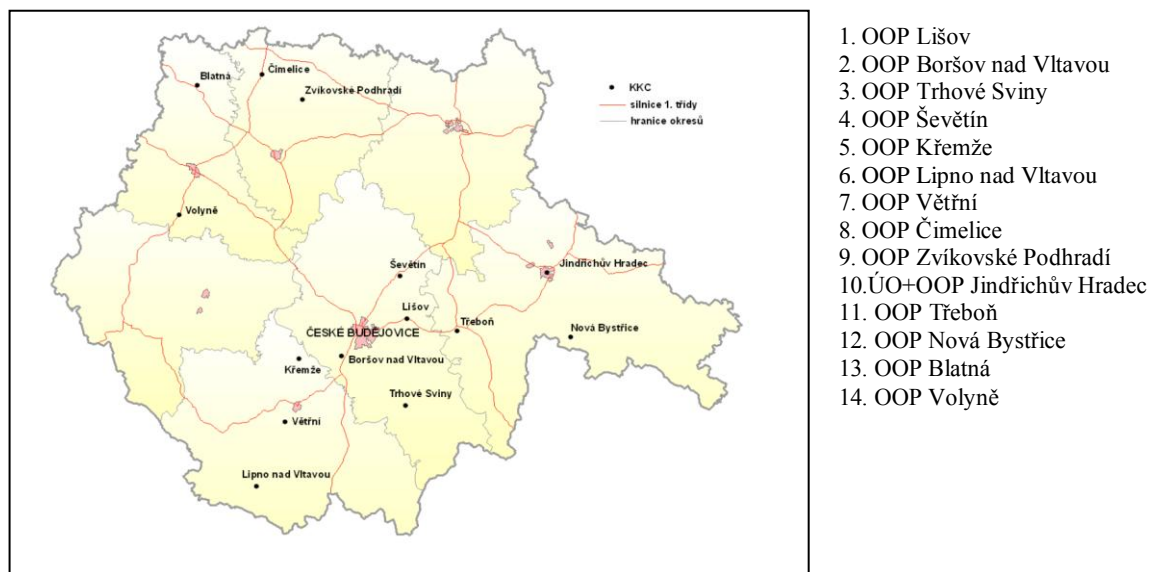 Blatná
Čimelice
Zvíkovské Podhradí
KKC
silnice 1. třídy
hranice okresů
Volyně
Ševětín
Jindřichův Hradec
Lišov
ČESKÉ BUDĚJOVICE
Třeboň
Nová Bystřice
Boršov nad Vltavou
Křemže
Trhové Sviny
Větřní
Lipno nad Vltavou
1. OOP Lišov
2. OOP Boršov nad Vltavou
3. OOP Trhové Sviny
4. OOP Ševětín
5. OOP Křemže
6. OOP Lipno nad Vltavou
7. OOP Větřní
8. OOP Čimelice
9. OOP Zvíkovské Podhradí
10.ÚO+OOP Jindřichův Hradec
11. OOP Třeboň
12. OOP Nová Bystřice
13. OOP Blatná
14. OOP Volyně